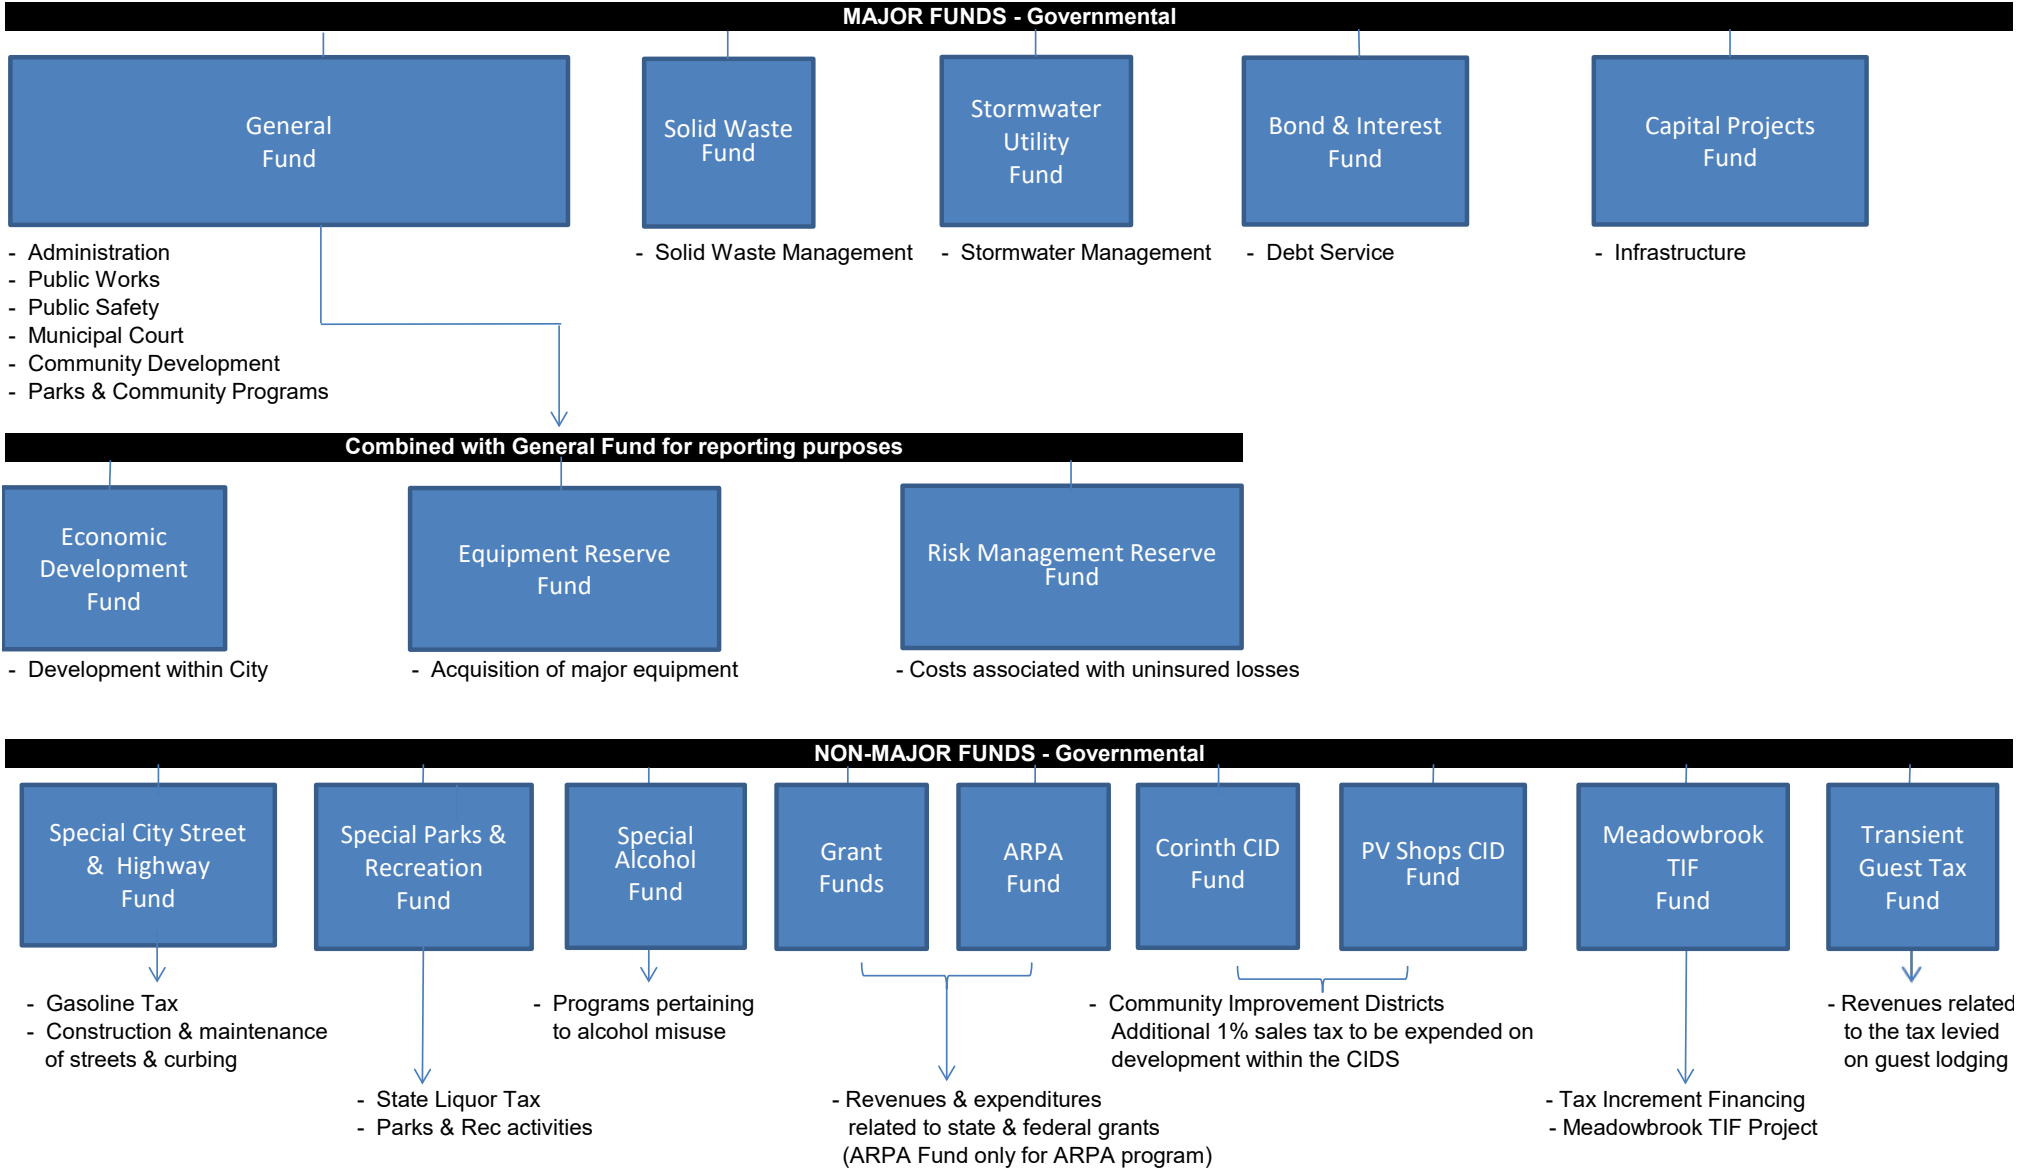 MAJOR FUNDS - Governmental
General
Fund
Solid Waste
Fund
Stormwater
Utility
Fund
Bond & Interest
Fund
Capital Projects
Fund
- Administration
- Public Works
- Public Safety
- Municipal Court
- Community Development
- Parks & Community Programs
- Solid Waste Management
- Stormwater Management
- Debt Service
- Infrastructure
Combined with General Fund for reporting purposes
Economic
Development
Fund
Equipment Reserve
Fund
Risk Management Reserve
Fund
- Development within City
- Acquisition of major equipment
- Costs associated with uninsured losses
NON-MAJOR FUNDS - Governmental
Special City Street
& Highway
Fund
Special Parks &
Recreation
Fund
Special
Alcohol
Fund
Grant
Funds
ARPA
Fund
Corinth CID
Fund
PV Shops CID
Fund
Meadowbrook
TIF
Fund
Transient
Guest Tax
Fund
- Gasoline Tax
- Construction & maintenance
of streets & curbing
- State Liquor Tax
- Parks & Rec activities
- Programs pertaining
to alcohol misuse
- Revenues & expenditures
related to state & federal grants
(ARPA Fund only for ARPA program)
- Community Improvement Districts
Additional 1% sales tax to be expended on
development within the CIDS
- Tax Increment Financing
- Meadowbrook TIF Project
- Revenues related
to the tax levied
on guest lodging